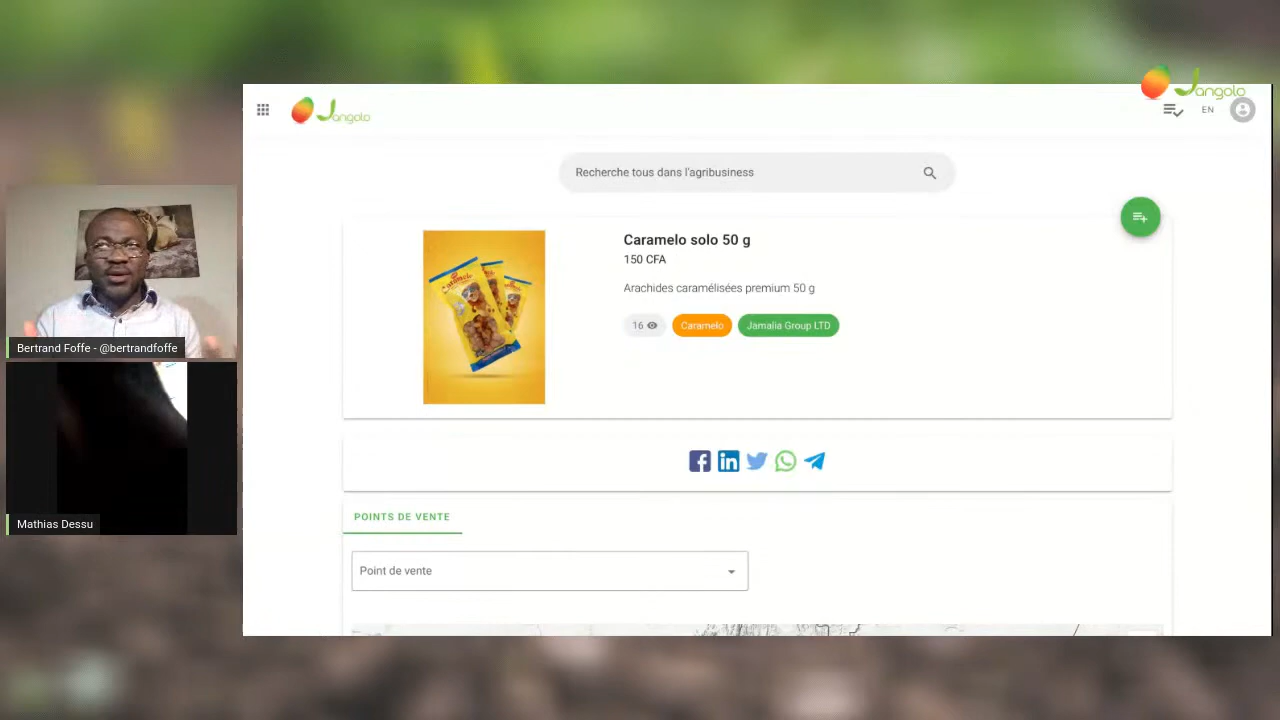 Jangolo
Jangolo
EN
Recherche tous dans l'agribusiness
Caramelo solo 50 g
150 CFA
Arachides caramélisées premium 50 g
16
Caramelo
Jamalia Group LTD
Bertrand Foffe - @bertrandfoffe
Mathias Dessu
POINTS DE VENTE
Point de vente